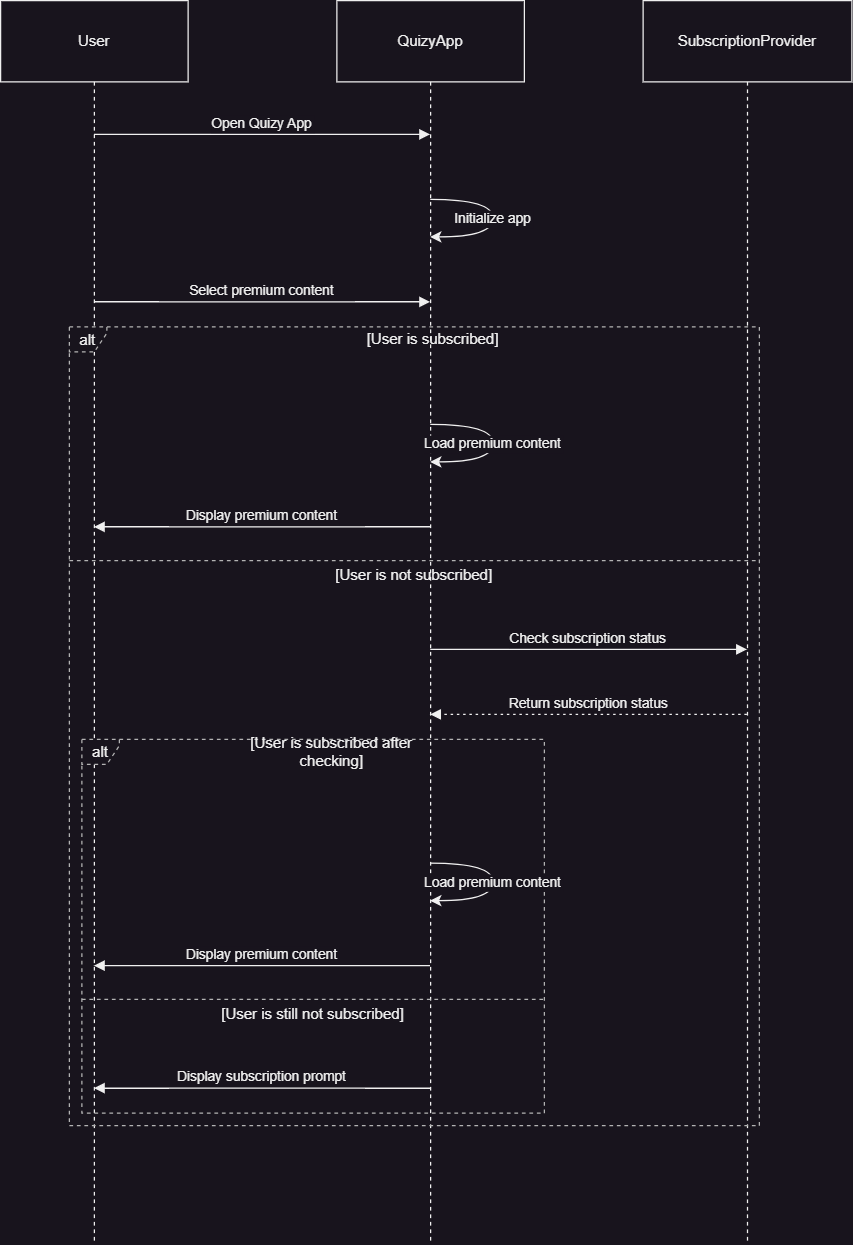 User
QuizyApp
SubscriptionProvider
Open Quizy App
Initialize app
Select premium content
alt
[User is subscribed]
Load premium content
Display premium content
[User is not subscribed]
Check subscription status
Return subscription status
alt
[User is subscribed after
checking]
Load premium content
Display premium content
[User is still not subscribed]
Display subscription prompt